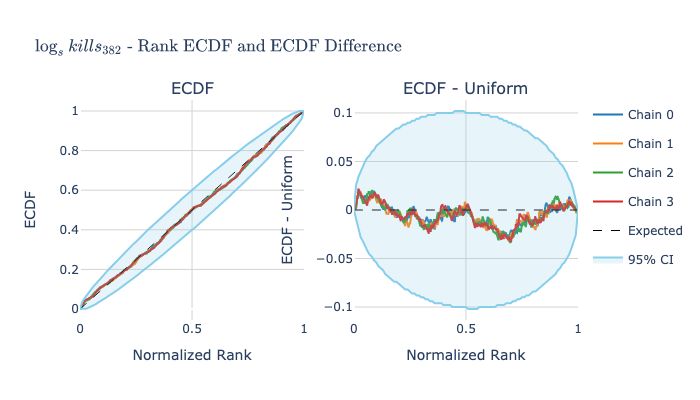 log_s kills_382 - Rank ECDF and ECDF Difference
ECDF
ECDF - Uniform
ECDF
1
0.8
0.6
0.4
0.2
0
0
0.5
1
Normalized Rank
ECDF - Uniform
0.1
0.05
0
−0.05
−0.1
0
0.5
1
Normalized Rank
Chain 0
Chain 1
Chain 2
Chain 3
Expected
95% CI